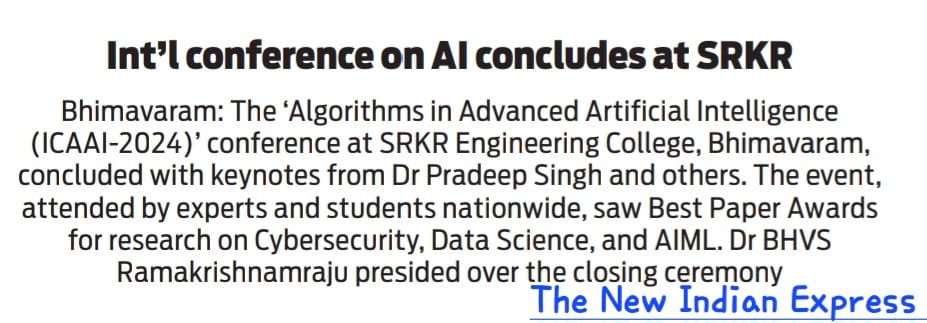 Int’l conference on AI concludes at SRKR
Bhimavaram: The ‘Algorithms in Advanced Artificial Intelligence
(ICAAI-2024)’ conference at SRKR Engineering College, Bhimavaram,
concluded with keynotes from Dr Pradeep Singh and others. The event,
attended by experts and students nationwide, saw Best Paper Awards
for research on Cybersecurity, Data Science, and AIML. Dr BHVS
Ramakrishnamraju presided over the closing ceremony
The New Indian Express